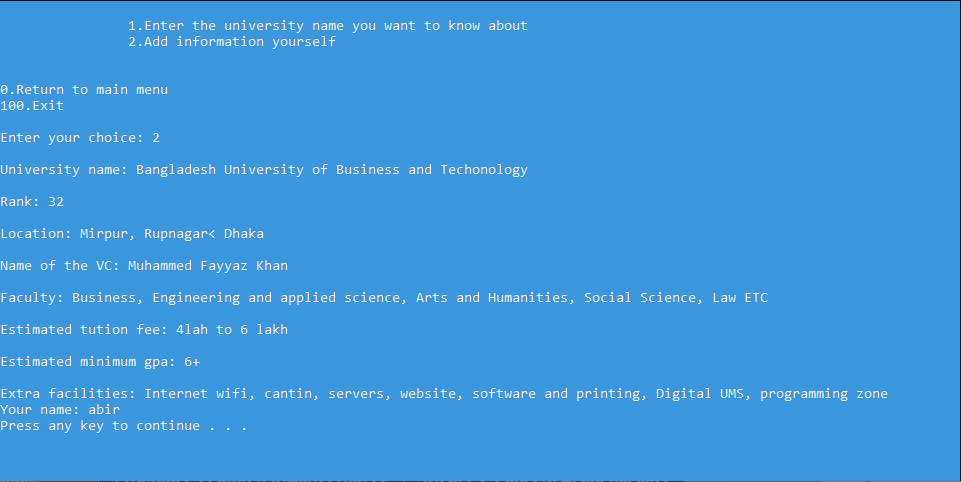 1.Enter the university name you want to know about
2.Add information yourself
0.Return to main menu
100.Exit
Enter your choice: 2
University name: Bangladesh University of Business and Techonology
Rank: 32
Location: Mirpur, Rupnagar< Dhaka
Name of the VC: Muhammed Fayyaz Khan
Faculty: Business, Engineering and applied science, Arts and Humanities, Social Science, Law ETC
Estimated tution fee: 4lah to 6 lakh
Estimated minimum gpa: 6+
Extra facilities: Internet wifi, cantin, servers, website, software and printing, Digital UMS, programming zone
Your name: abir
Press any key to continue . . .